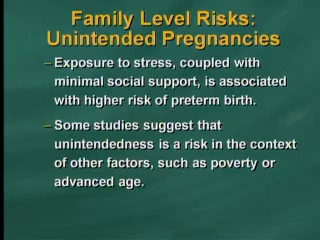 Family Level Risks:
Unintended Pregnancies
– Exposure to stress, coupled with
minimal social support, is associated
with higher risk of preterm birth.
– Some studies suggest that
unintendedness is a risk in the context
of other factors, such as poverty or
advanced age.